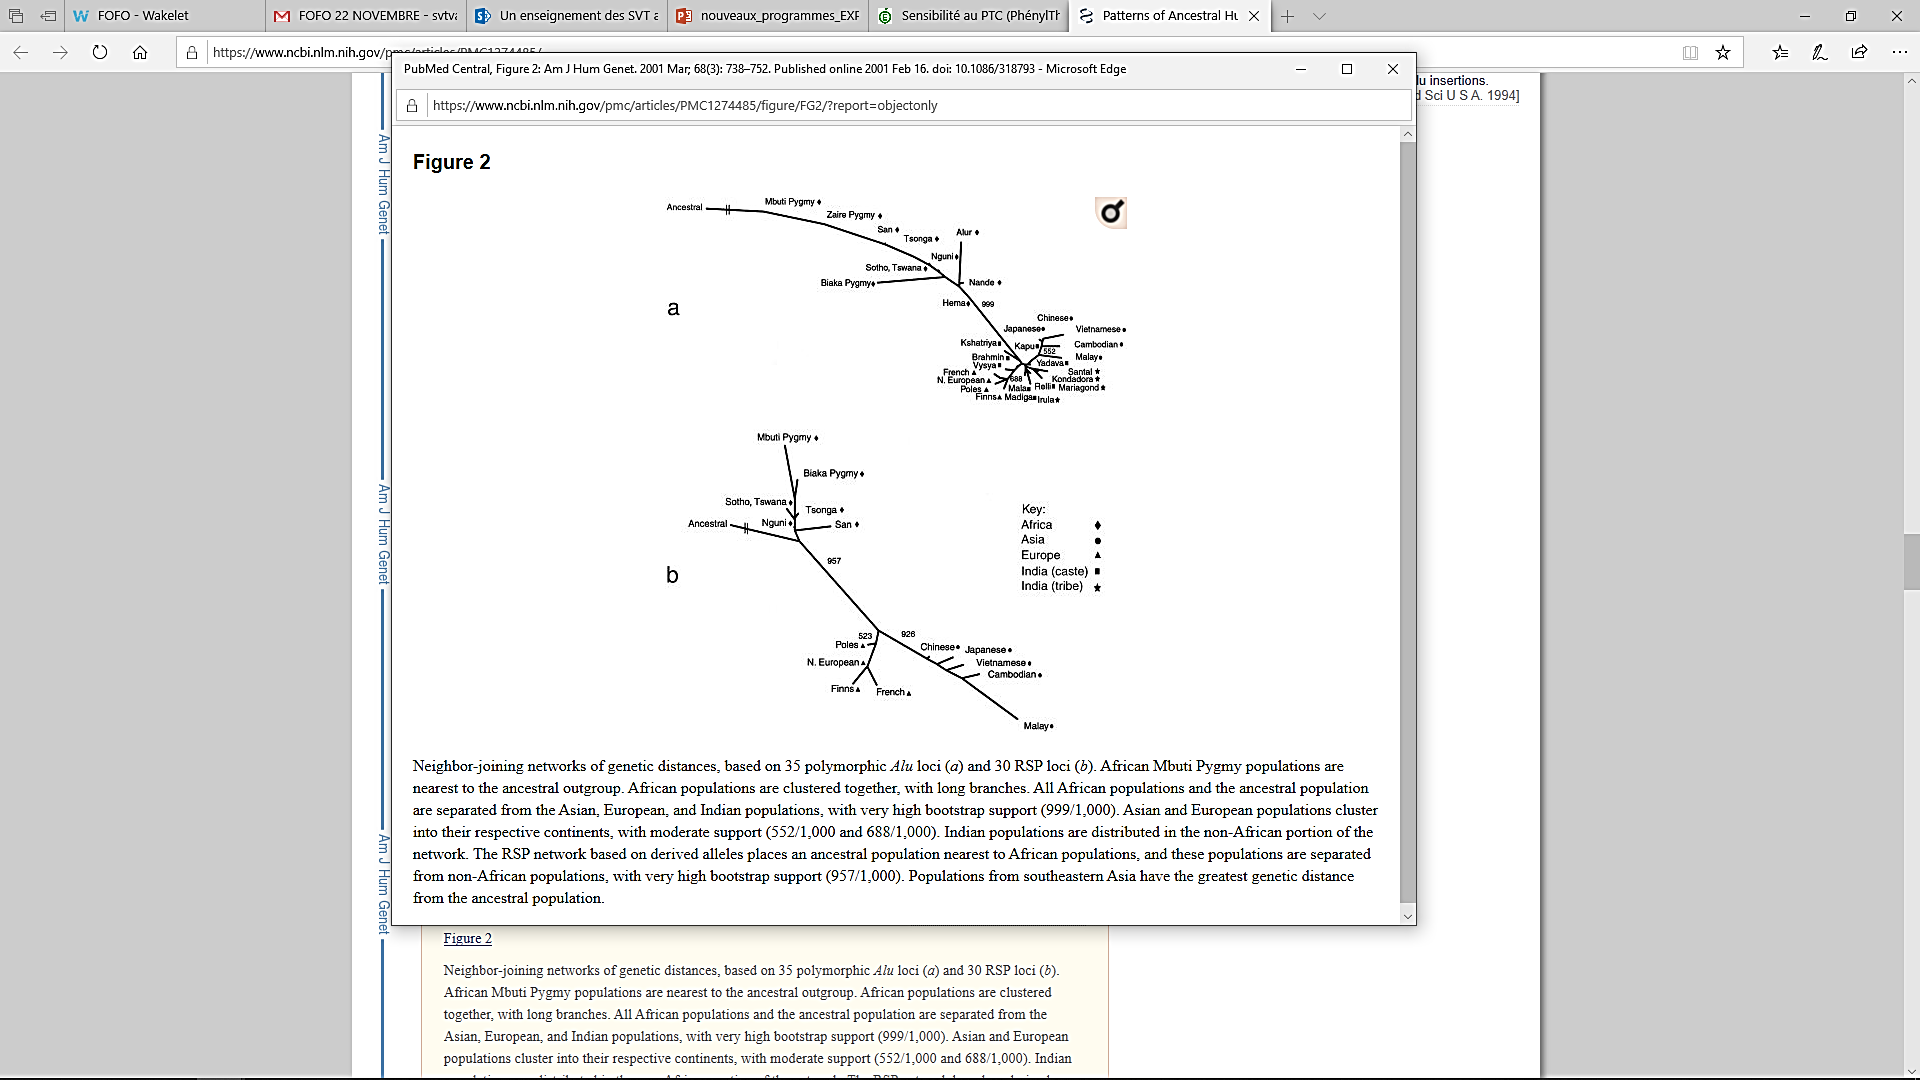 FOFO - Wakelet
FOFO 22 NOVEMBRE - svtv
Un enseignement des SVT a
nouveaux_programmes_EXP
Sensibilité au PTC (PhénylTh
Patterns of Ancestral Hu
https://www.ncbi.nlm.nih.gov/pmc/articles/PMC1274485/
PubMed Central, Figure 2: Am J Hum Genet. 2001 Mar; 68(3): 738–752. Published online 2001 Feb 16. doi: 10.1086/318793 - Microsoft Edge
https://www.ncbi.nlm.nih.gov/pmc/articles/PMC1274485/figure/FG2/?report=objectonly
lu insertions.
d Sci U S A. 1994]
Am J Hum Genet
Am J Hum Genet
Am J Hum Genet
Figure 2
Ancestral
Mbuti Pygmy
Zaire Pygmy
San
Tsonga
Alur
Nguni
Sotho, Tswana
Biaka Pygmy
Nande
Hema
999
a
Chinese
Japanese
Vietnamese
Kshatriya
Kapu
Cambodian
552
Brahmin
Malay
Vysya
Yadava
French
Santal
N. European
688
Kondadora
Poles
Mala
Relli
Mariagond
Finns
Madiga
Irula
Mbuti Pygmy
Biaka Pygmy
Sotho, Tswana
Tsonga
Ancestral
Nguni
San
957
b
Key:
Africa
Asia
Europe
India (caste)
India (tribe)
523
926
Poles
Chinese
Japanese
N. European
Vietnamese
Cambodian
Finns
French
Malay
Neighbor-joining networks of genetic distances, based on 35 polymorphic Alu loci (a) and 30 RSP loci (b). African Mbuti Pygmy populations are
nearest to the ancestral outgroup. African populations are clustered together, with long branches. All African populations and the ancestral population
are separated from the Asian, European, and Indian populations, with very high bootstrap support (999/1,000). Asian and European populations cluster
into their respective continents, with moderate support (552/1,000 and 688/1,000). Indian populations are distributed in the non-African portion of the
network. The RSP network based on derived alleles places an ancestral population nearest to African populations, and these populations are separated
from non-African populations, with very high bootstrap support (957/1,000). Populations from southeastern Asia have the greatest genetic distance
from the ancestral population.
Figure 2
Neighbor-joining networks of genetic distances, based on 35 polymorphic Alu loci (a) and 30 RSP loci (b).
African Mbuti Pygmy populations are nearest to the ancestral outgroup. African populations are clustered
together, with long branches. All African populations and the ancestral population are separated from the
Asian, European, and Indian populations, with very high bootstrap support (999/1,000). Asian and European
populations cluster into their respective continents, with moderate support (552/1,000 and 688/1,000). Indian